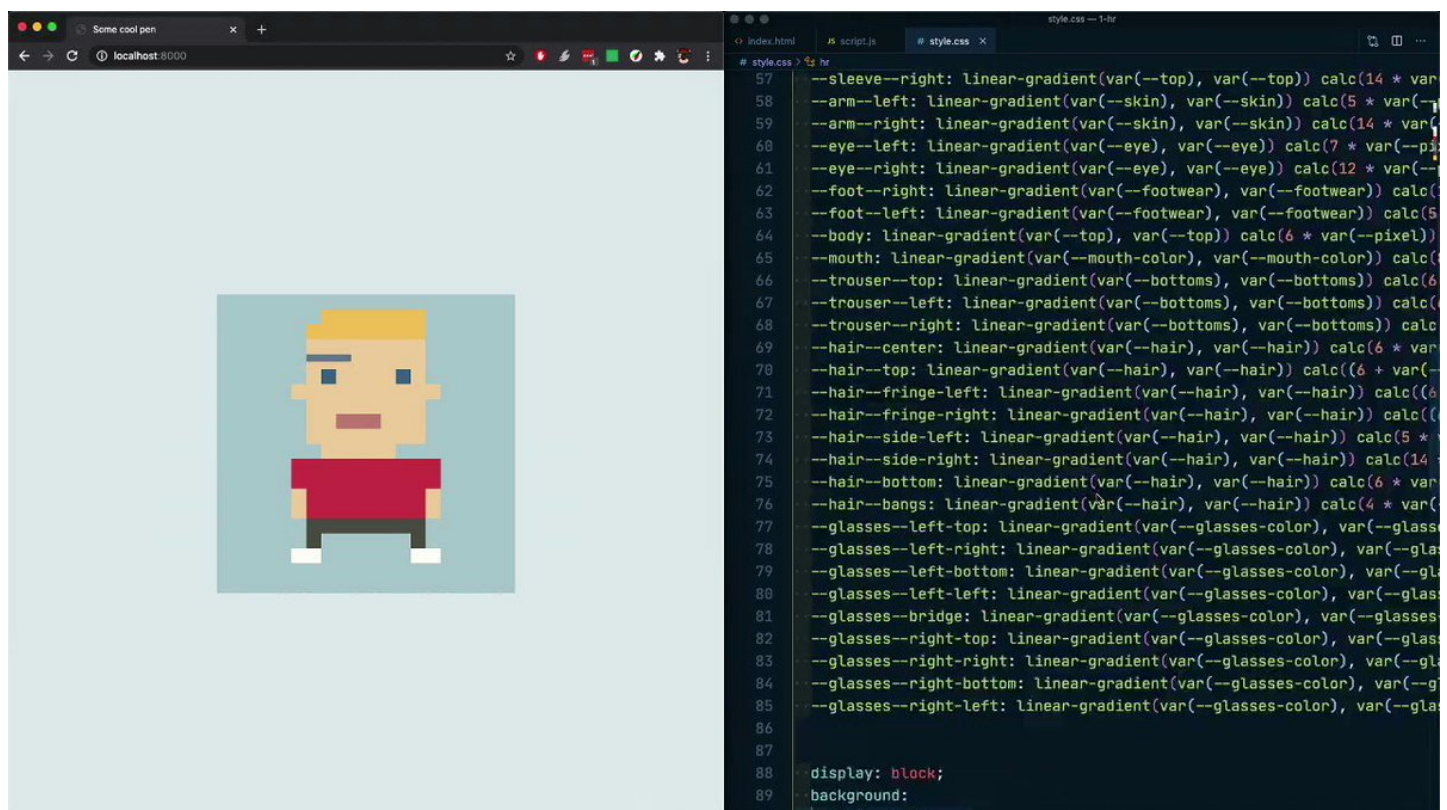 Some cool pen
localhost:8000
style.css — 1-hr
index.html
JS script.js
# style.css
# style.css > hr
57 --sleeve--right: linear-gradient(var(--top), var(--top)) calc(14 * var
58 --arm--left: linear-gradient(var(--skin), var(--skin)) calc(5 * var(--
59 --arm--right: linear-gradient(var(--skin), var(--skin)) calc(14 * var(
60 --eye--left: linear-gradient(var(--eye), var(--eye)) calc(7 * var(--pi
61 --eye--right: linear-gradient(var(--eye), var(--eye)) calc(12 * var(--
62 --foot--right: linear-gradient(var(--footwear), var(--footwear)) calc(
63 --foot--left: linear-gradient(var(--footwear), var(--footwear)) calc(5
64 --body: linear-gradient(var(--top), var(--top)) calc(6 * var(--pixel))
65 --mouth: linear-gradient(var(--mouth-color), var(--mouth-color)) calc(
66 --trouser--top: linear-gradient(var(--bottoms), var(--bottoms)) calc(6
67 --trouser--left: linear-gradient(var(--bottoms), var(--bottoms)) calc(
68 --trouser--right: linear-gradient(var(--bottoms), var(--bottoms)) calc
69 --hair--center: linear-gradient(var(--hair), var(--hair)) calc(6 * var
70 --hair--top: linear-gradient(var(--hair), var(--hair)) calc((6 + var(--
71 --hair--fringe-left: linear-gradient(var(--hair), var(--hair)) calc((6
72 --hair--fringe-right: linear-gradient(var(--hair), var(--hair)) calc((
73 --hair--side-left: linear-gradient(var(--hair), var(--hair)) calc(5 *
74 --hair--side-right: linear-gradient(var(--hair), var(--hair)) calc(14
75 --hair--bottom: linear-gradient(var(--hair), var(--hair)) calc(6 * var
76 --hair--bangs: linear-gradient(var(--hair), var(--hair)) calc(4 * var(
77 --glasses--left-top: linear-gradient(var(--glasses-color), var(--glass
78 --glasses--left-right: linear-gradient(var(--glasses-color), var(--glas
79 --glasses--left-bottom: linear-gradient(var(--glasses-color), var(--gla
80 --glasses--left-left: linear-gradient(var(--glasses-color), var(--glass
81 --glasses--bridge: linear-gradient(var(--glasses-color), var(--glasses-
82 --glasses--right-top: linear-gradient(var(--glasses-color), var(--glass
83 --glasses--right-right: linear-gradient(var(--glasses-color), var(--gla
84 --glasses--right-bottom: linear-gradient(var(--glasses-color), var(--g
85 --glasses--right-left: linear-gradient(var(--glasses-color), var(--glas
86
87
88 display: block;
89 background: